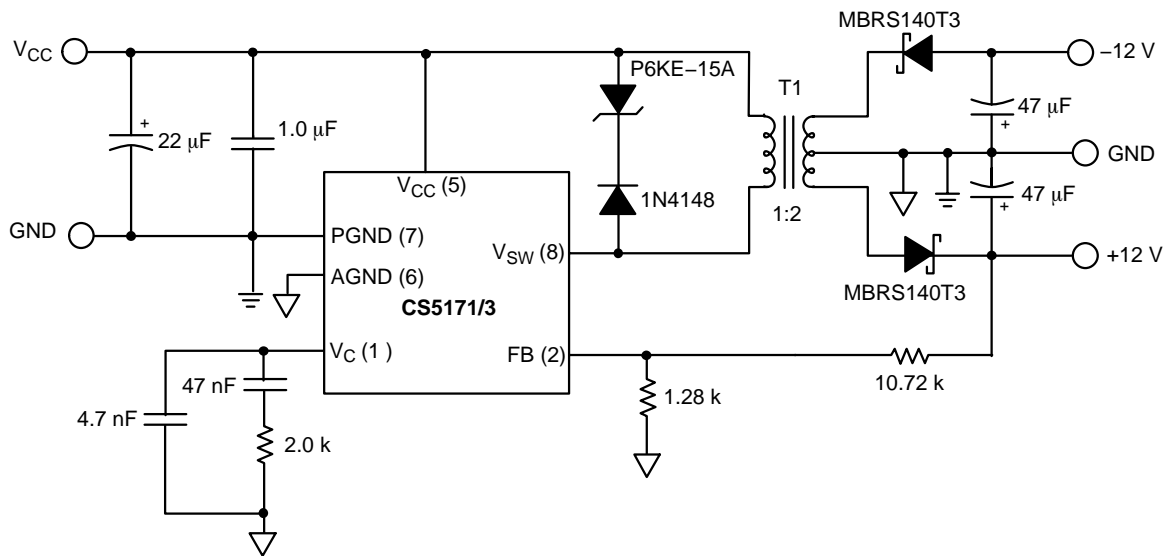 MBRS140T3
V_CC
−12 V
P6KE−15A
T1
+
22 μF
1.0 μF
47 μF
+
GND
V_CC (5)
1N4148
1:2
47 μF
+
GND
PGND (7)
V_SW (8)
+12 V
AGND (6)
MBRS140T3
CS5171/3
V_C (1 )
FB (2)
10.72 k
47 nF
1.28 k
4.7 nF
2.0 k